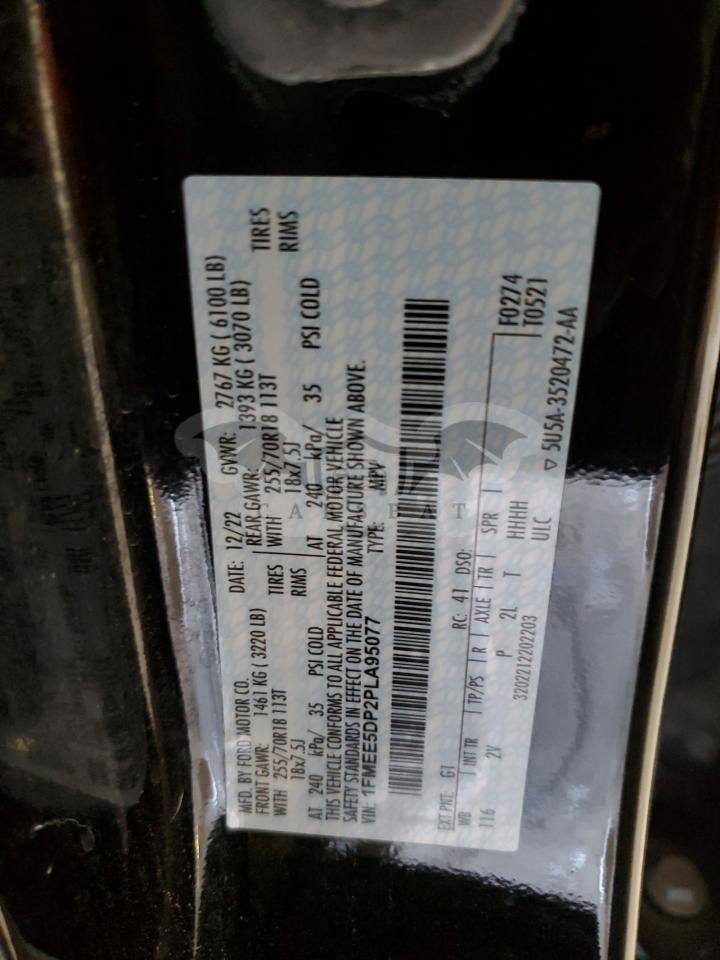 MFD. BY FORD MOTOR CO.
DATE: 12/22 GVWR: 2767 KG ( 6100 LB)
FRONT GAWR: 1461 KG ( 3220 LB) REAR GAWR: 1393 KG ( 3070 LB)
WITH 255/70R18 113T TIRES WITH 255/70R18 113T TIRES
18x7.5J RIMS 18x7.5J RIMS
AT 240 kPa/ 35 PSI COLD AT 240 kPa/ 35 PSI COLD
THIS VEHICLE CONFORMS TO ALL APPLICABLE FEDERAL MOTOR VEHICLE
SAFETY STANDARDS IN EFFECT ON THE DATE OF MANUFACTURE SHOWN ABOVE.
VIN: 1FMEE5DP2PLA95077 TYPE: MPV
EXT PNT: G1 RC: 41 DSO: F0274
WB INT TR TP/PS R AXLE TR SPR T0521
116 2V P 2L T HHHH
3202212202203 ULC
▽ 5U5A-3520472-AA